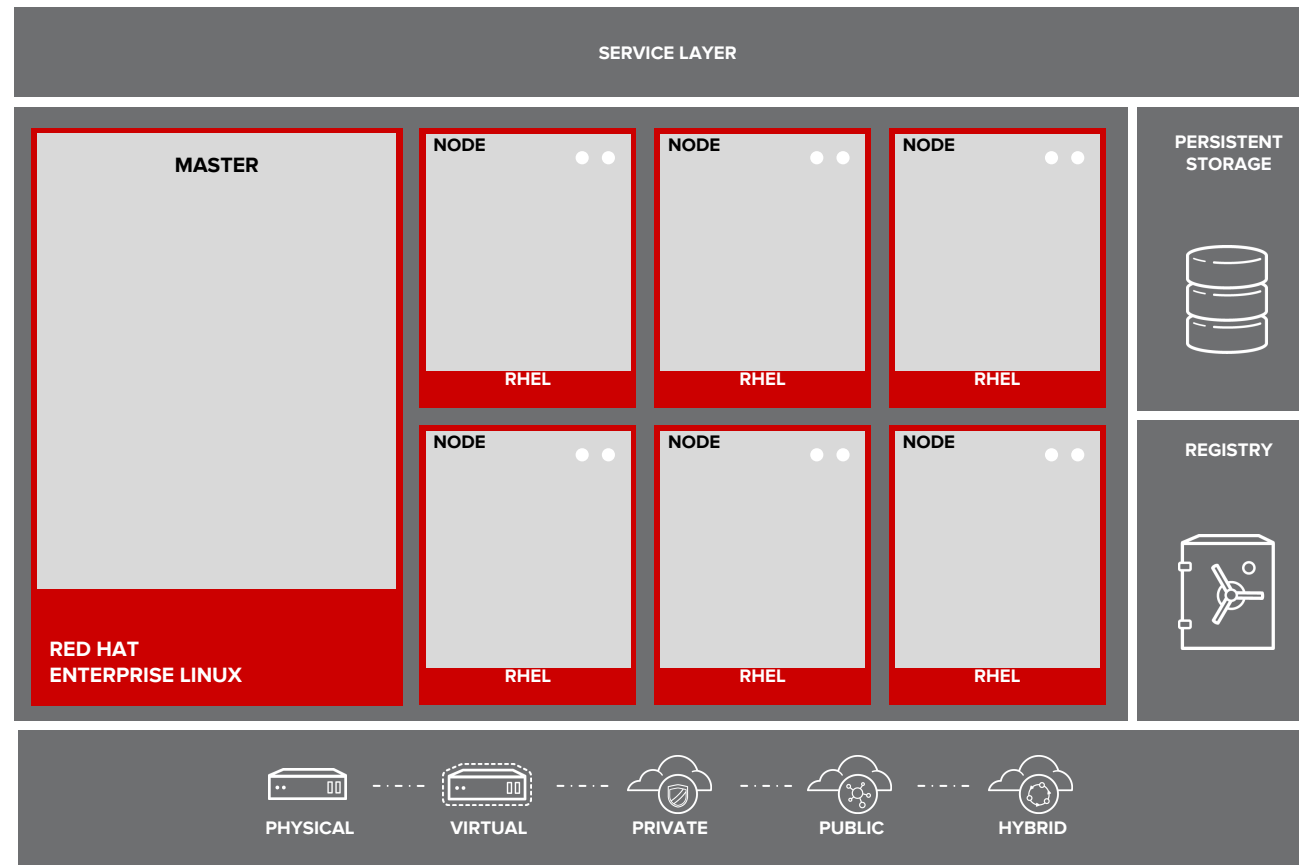 SERVICE LAYER
MASTER
RED HAT
ENTERPRISE LINUX
NODE
RHEL
NODE
RHEL
NODE
RHEL
NODE
RHEL
NODE
RHEL
NODE
RHEL
PERSISTENT
STORAGE
REGISTRY
PHYSICAL
VIRTUAL
PRIVATE
PUBLIC
HYBRID